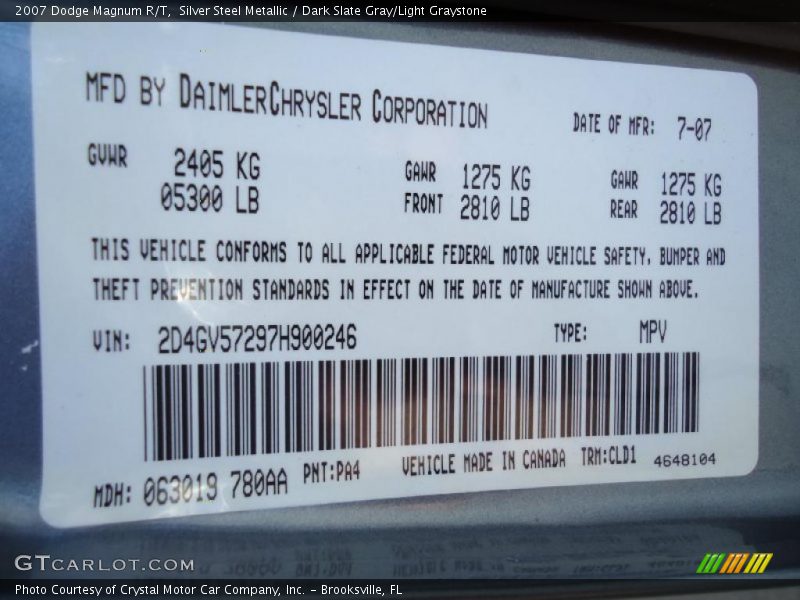 2007 Dodge Magnum R/T, Silver Steel Metallic / Dark Slate Gray/Light Graystone
MFD BY DAIMLERCHRYSLER CORPORATION DATE OF MFR: 7-07
GVWR 2405 KG GAWR 1275 KG GAWR 1275 KG
05300 LB FRONT 2810 LB REAR 2810 LB
THIS VEHICLE CONFORMS TO ALL APPLICABLE FEDERAL MOTOR VEHICLE SAFETY, BUMPER AND
THEFT PREVENTION STANDARDS IN EFFECT ON THE DATE OF MANUFACTURE SHOWN ABOVE.
VIN: 2D4GV57297H900246 TYPE: MPV
MDH: 063019 780AA PNT:PA4 VEHICLE MADE IN CANADA TRM:CLD1 4648104
GTCARLOT.COM
Photo Courtesy of Crystal Motor Car Company, Inc. – Brooksville, FL